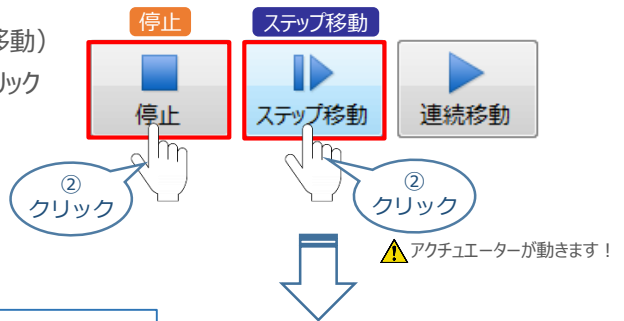 停止
ステップ移動
移動）
リック
停止
ステップ移動
連続移動
②
クリック
②
クリック
アクチュエーターが動きます！